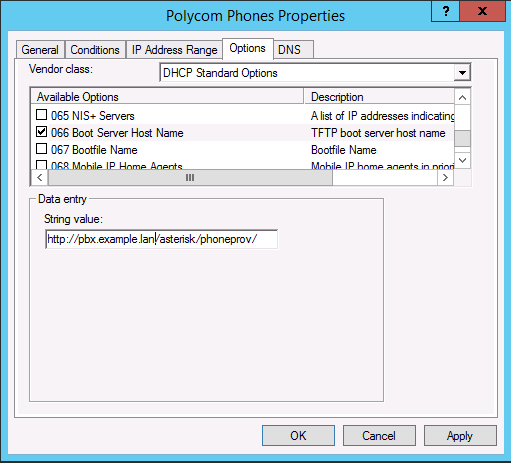 Polycom Phones Properties
? X
General Conditions IP Address Range Options DNS
Vendor class: DHCP Standard Options
Available Options Description
065 NIS+ Servers A list of IP addresses indicating
066 Boot Server Host Name TFTP boot server host name
067 Bootfile Name Bootfile Name
068 Mobile IP Home Agents Mobile IP home agents in prior
Data entry
String value:
http://pbx.example.lan/asterisk/phoneprov/
OK Cancel Apply